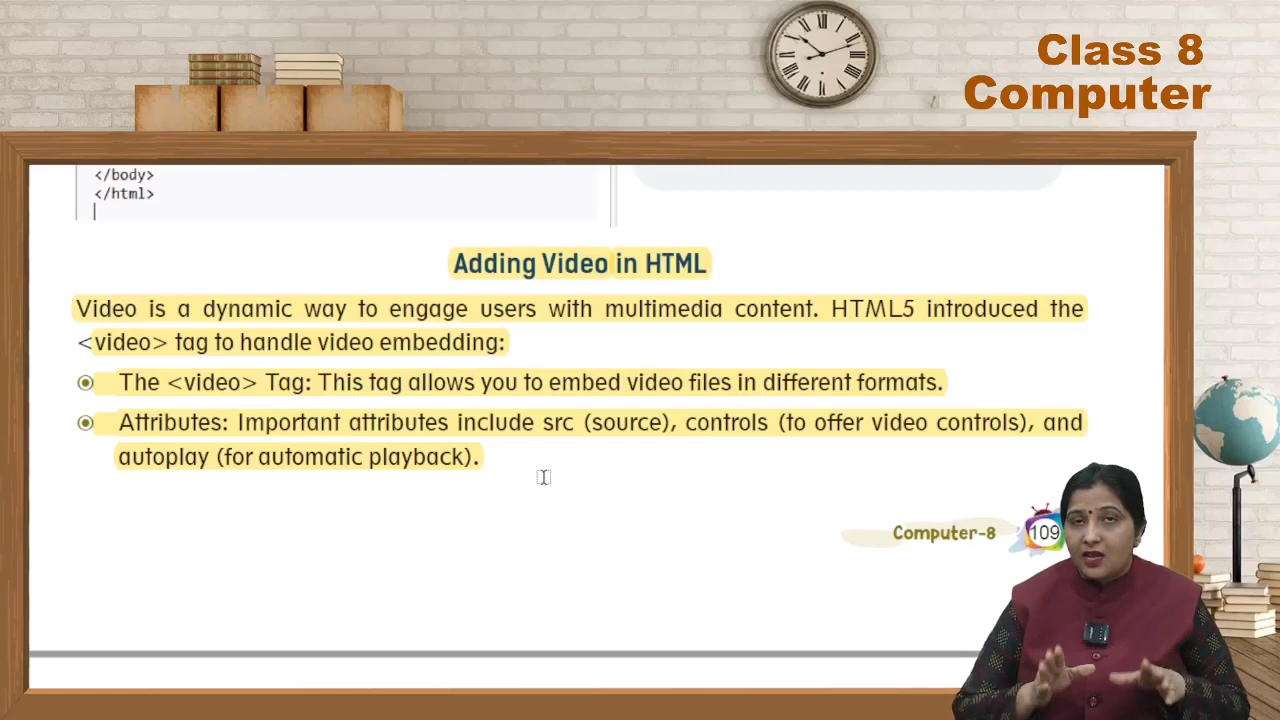 Class 8
Computer
</body>
</html>
Adding Video in HTML
Video is a dynamic way to engage users with multimedia content. HTML5 introduced the
<video> tag to handle video embedding:
The <video> Tag: This tag allows you to embed video files in different formats.
Attributes: Important attributes include src (source), controls (to offer video controls), and
autoplay (for automatic playback).
Computer-8 109